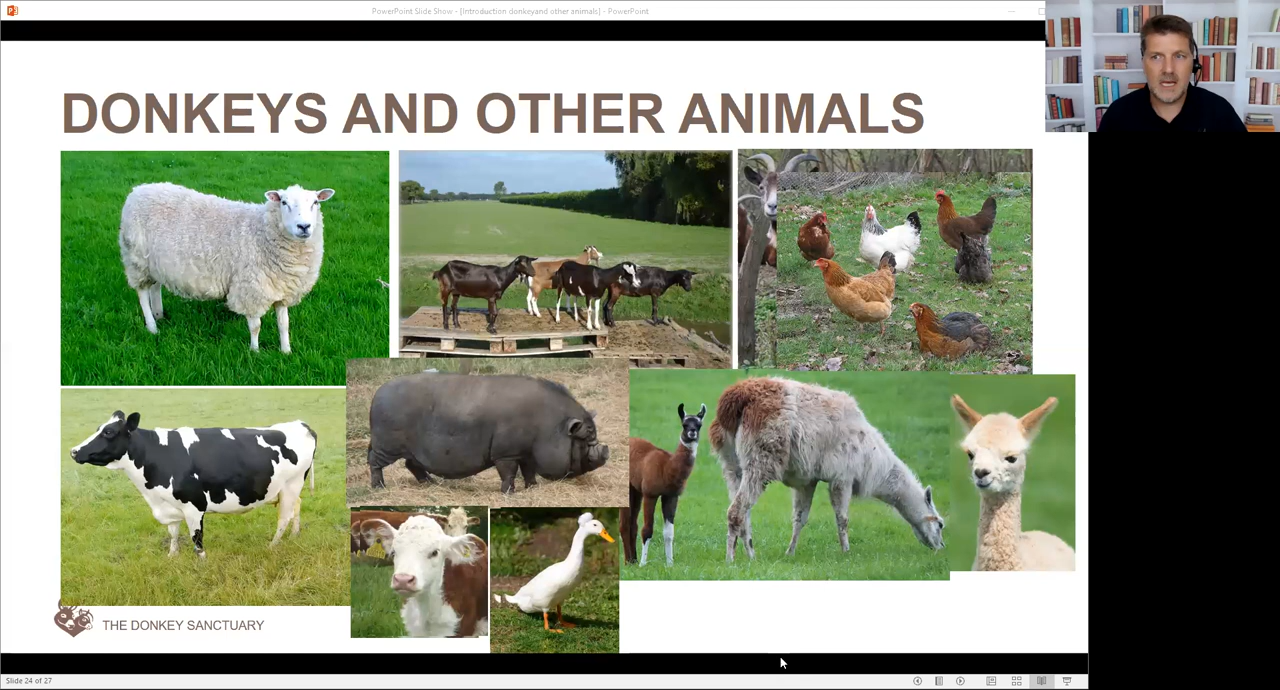 PowerPoint Slide Show - [Introduction donkeyand other animals] - PowerPoint
DONKEYS AND OTHER ANIMALS
THE DONKEY SANCTUARY
Slide 24 of 27